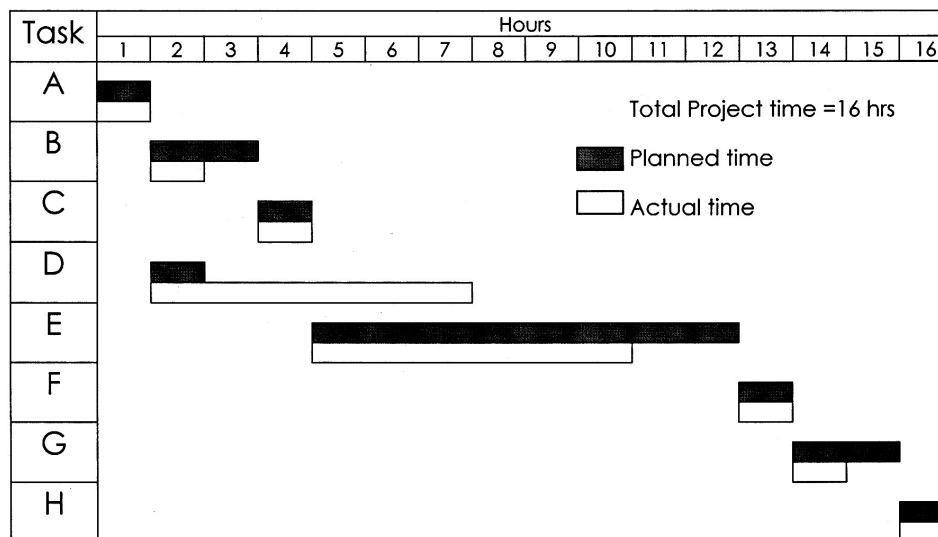 Task
Hours
1 2 3 4 5 6 7 8 9 10 11 12 13 14 15 16
A
Total Project time =16 hrs
B
Planned time
C
Actual time
D
E
F
G
H